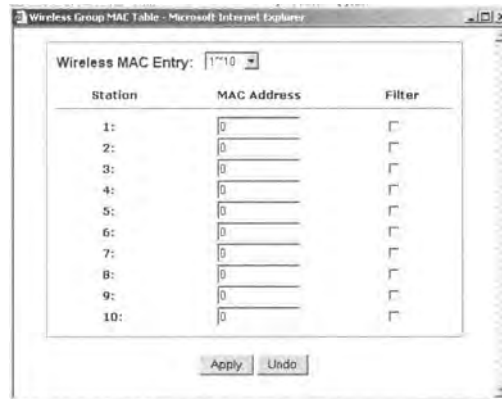 Wireless Group MAC Table - Microsoft Internet Explorer
Wireless MAC Entry: 1~10
Station MAC Address Filter
1: 0
2: 0
3: 0
4: 0
5: 0
6: 0
7: 0
8: 0
9: 0
10: 0
Apply Undo